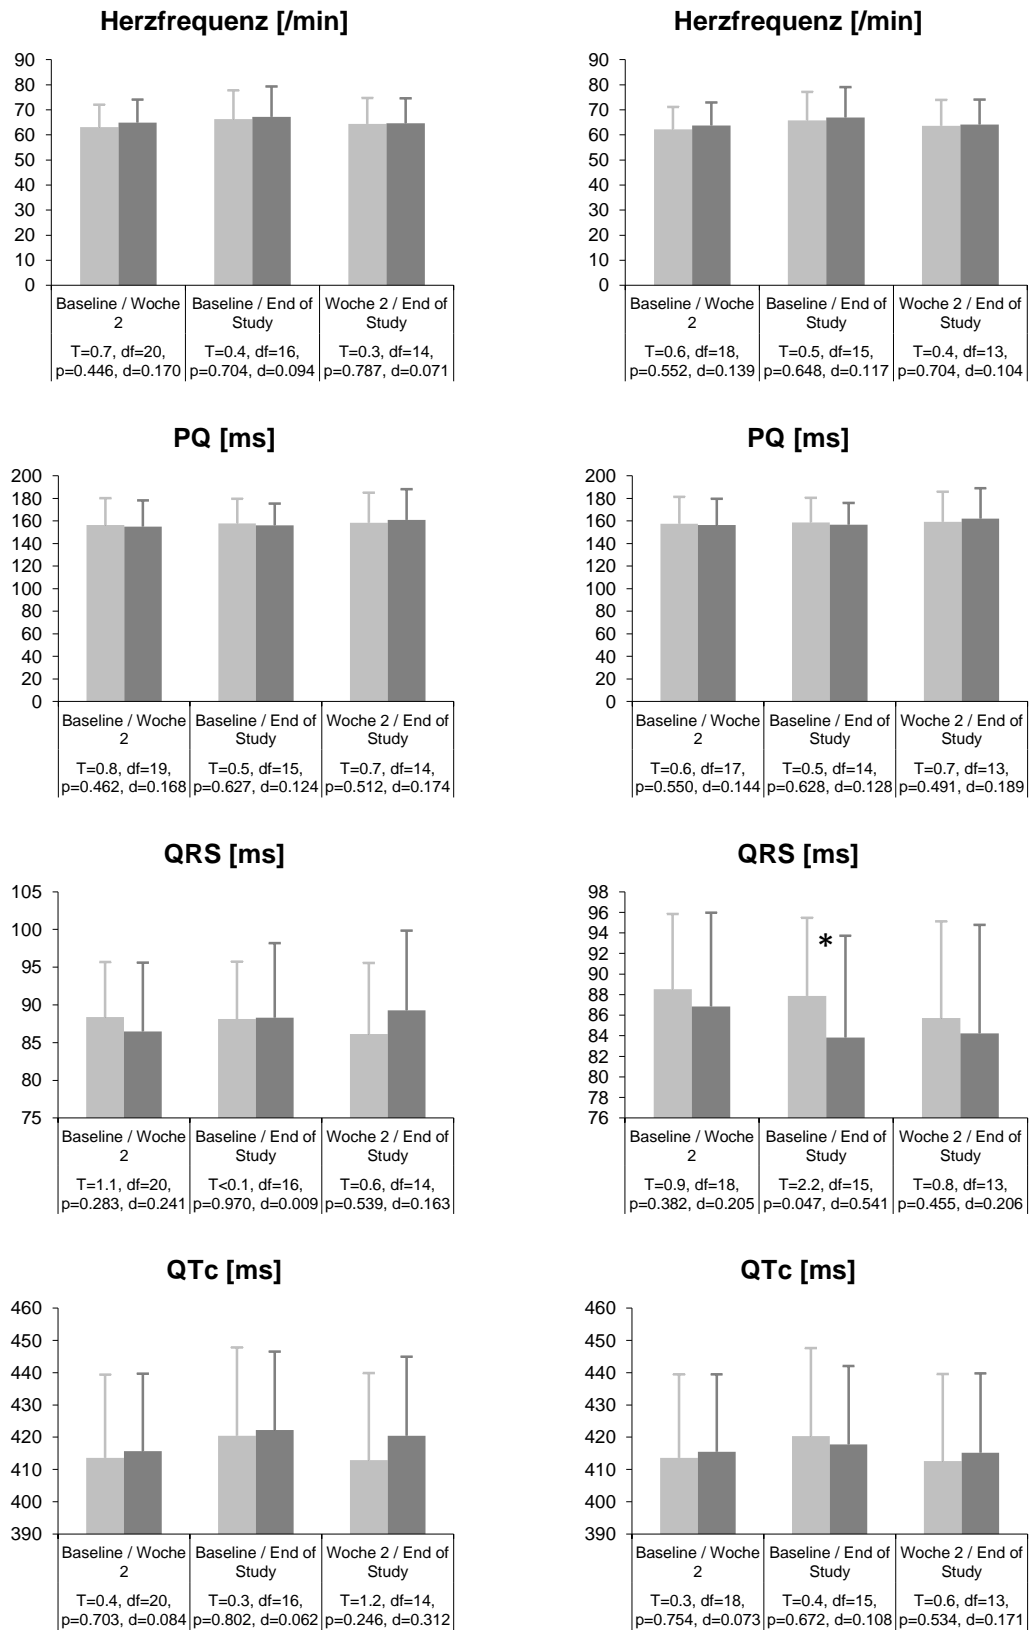 Herzfrequenz [/min]
90
80
70
60
50
40
30
20
10
0
Baseline / Woche
2
Baseline / End of
Study
Woche 2 / End of
Study
T=0.7, df=20,
p=0.446, d=0.170
T=0.4, df=16,
p=0.704, d=0.094
T=0.3, df=14,
p=0.787, d=0.071
Herzfrequenz [/min]
90
80
70
60
50
40
30
20
10
0
Baseline / Woche
2
Baseline / End of
Study
Woche 2 / End of
Study
T=0.6, df=18,
p=0.552, d=0.139
T=0.5, df=15,
p=0.648, d=0.117
T=0.4, df=13,
p=0.704, d=0.104
PQ [ms]
200
180
160
140
120
100
80
60
40
20
0
Baseline / Woche
2
Baseline / End of
Study
Woche 2 / End of
Study
T=0.8, df=19,
p=0.462, d=0.168
T=0.5, df=15,
p=0.627, d=0.124
T=0.7, df=14,
p=0.512, d=0.174
PQ [ms]
200
180
160
140
120
100
80
60
40
20
0
Baseline / Woche
2
Baseline / End of
Study
Woche 2 / End of
Study
T=0.6, df=17,
p=0.550, d=0.144
T=0.5, df=14,
p=0.628, d=0.128
T=0.7, df=13,
p=0.491, d=0.189
QRS [ms]
105
100
95
90
85
80
75
Baseline / Woche
2
Baseline / End of
Study
Woche 2 / End of
Study
T=1.1, df=20,
p=0.283, d=0.241
T<0.1, df=16,
p=0.970, d=0.009
T=0.6, df=14,
p=0.539, d=0.163
QRS [ms]
98
96
94
92
90
88
86
84
82
80
78
76
*
Baseline / Woche
2
Baseline / End of
Study
Woche 2 / End of
Study
T=0.9, df=18,
p=0.382, d=0.205
T=2.2, df=15,
p=0.047, d=0.541
T=0.8, df=13,
p=0.455, d=0.206
QTc [ms]
460
450
440
430
420
410
400
390
Baseline / Woche
2
Baseline / End of
Study
Woche 2 / End of
Study
T=0.4, df=20,
p=0.703, d=0.084
T=0.3, df=16,
p=0.802, d=0.062
T=1.2, df=14,
p=0.246, d=0.312
QTc [ms]
460
450
440
430
420
410
400
390
Baseline / Woche
2
Baseline / End of
Study
Woche 2 / End of
Study
T=0.3, df=18,
p=0.754, d=0.073
T=0.4, df=15,
p=0.672, d=0.108
T=0.6, df=13,
p=0.534, d=0.171